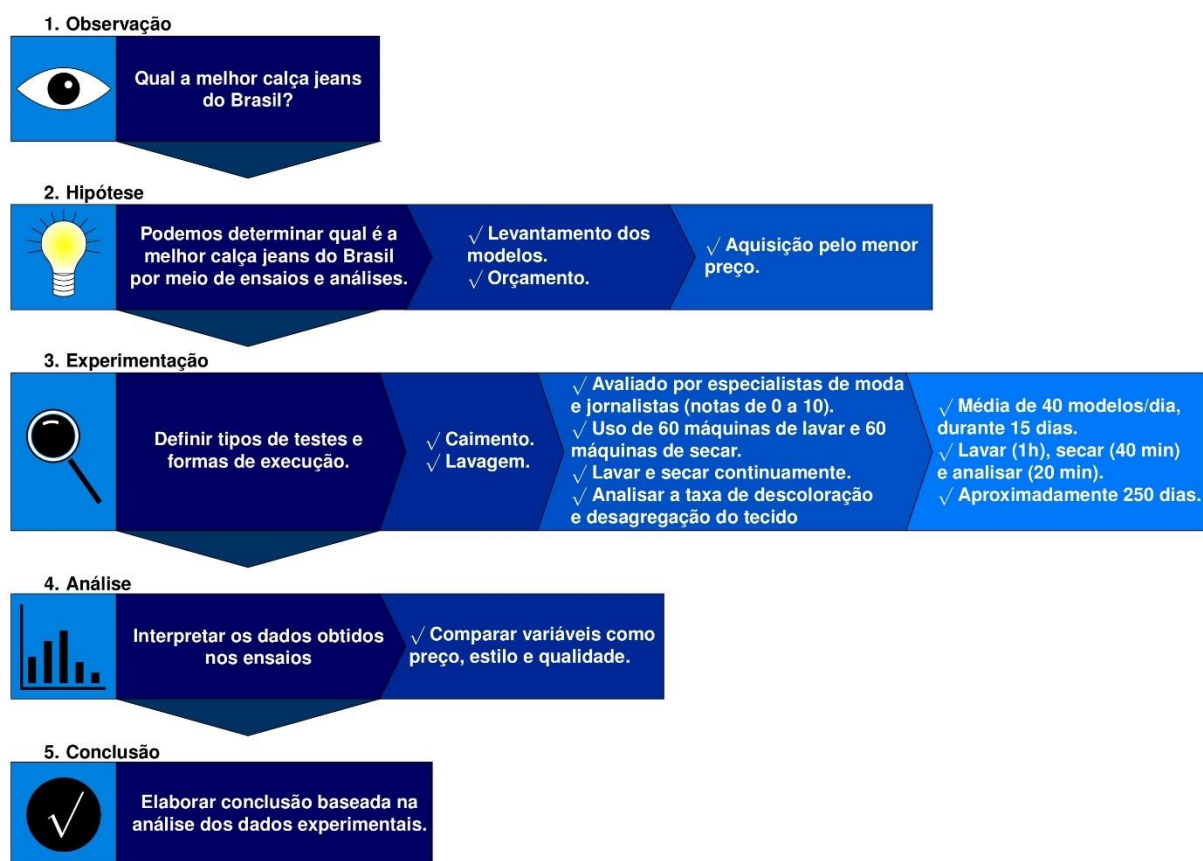 1. Observação
Qual a melhor calça jeans
do Brasil?
2. Hipótese
Podemos determinar qual é a
melhor calça jeans do Brasil
por meio de ensaios e análises.
√ Levantamento dos
modelos.
√ Orçamento.
√ Aquisição pelo menor
preço.
3. Experimentação
Definir tipos de testes e
formas de execução.
√ Caimento.
√ Lavagem.
√ Avaliado por especialistas de moda
e jornalistas (notas de 0 a 10).
√ Uso de 60 máquinas de lavar e 60
máquinas de secar.
√ Lavar e secar continuamente.
√ Analisar a taxa de descoloração
e desagregação do tecido
√ Média de 40 modelos/dia,
durante 15 dias.
√ Lavar (1h), secar (40 min)
e analisar (20 min).
√ Aproximadamente 250 dias.
4. Análise
Interpretar os dados obtidos
nos ensaios
√ Comparar variáveis como
preço, estilo e qualidade.
5. Conclusão
√
Elaborar conclusão baseada na
análise dos dados experimentais.